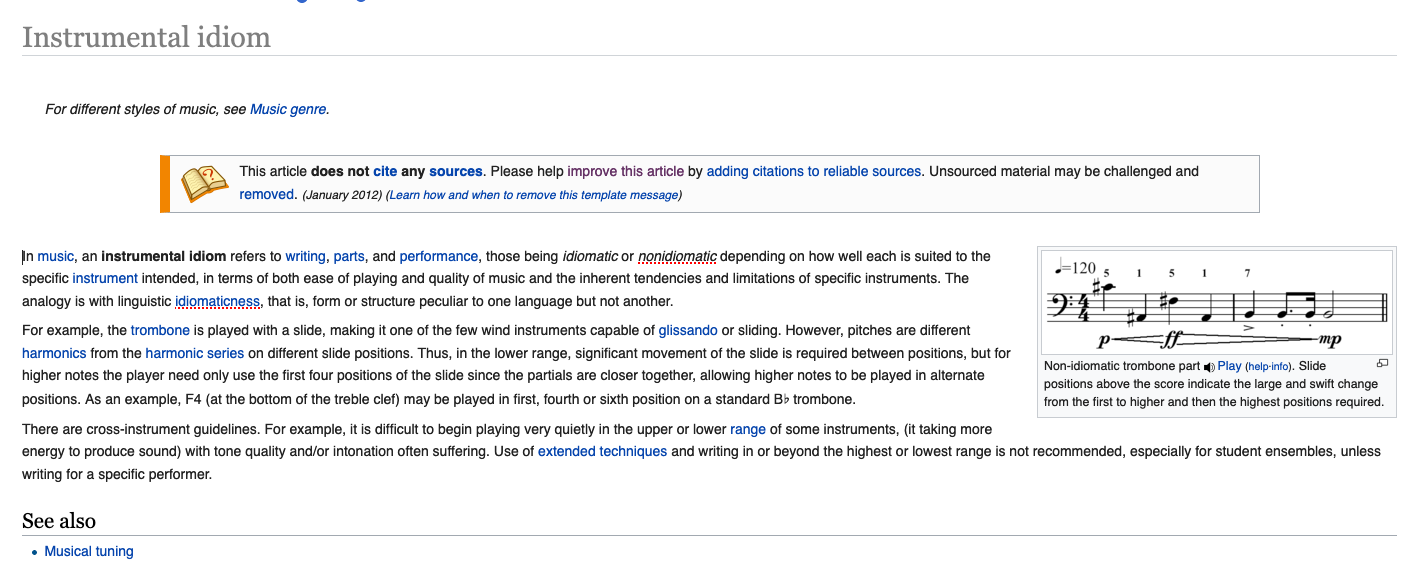 Instrumental idiom
For different styles of music, see Music genre.
This article does not cite any sources. Please help improve this article by adding citations to reliable sources. Unsourced material may be challenged and
removed. (January 2012) (Learn how and when to remove this template message)
In music, an instrumental idiom refers to writing, parts, and performance, those being idiomatic or nonidiomatic depending on how well each is suited to the
specific instrument intended, in terms of both ease of playing and quality of music and the inherent tendencies and limitations of specific instruments. The
analogy is with linguistic idiomaticness, that is, form or structure peculiar to one language but not another.
For example, the trombone is played with a slide, making it one of the few wind instruments capable of glissando or sliding. However, pitches are different
harmonics from the harmonic series on different slide positions. Thus, in the lower range, significant movement of the slide is required between positions, but for
higher notes the player need only use the first four positions of the slide since the partials are closer together, allowing higher notes to be played in alternate
positions. As an example, F4 (at the bottom of the treble clef) may be played in first, fourth or sixth position on a standard B♭ trombone.
There are cross-instrument guidelines. For example, it is difficult to begin playing very quietly in the upper or lower range of some instruments, (it taking more
energy to produce sound) with tone quality and/or intonation often suffering. Use of extended techniques and writing in or beyond the highest or lowest range is not recommended, especially for student ensembles, unless
writing for a specific performer.
♩=120 5 1 5 1 7
4
4
p ff mp
Non-idiomatic trombone part Play (help·info). Slide
positions above the score indicate the large and swift change
from the first to higher and then the highest positions required.
See also
• Musical tuning